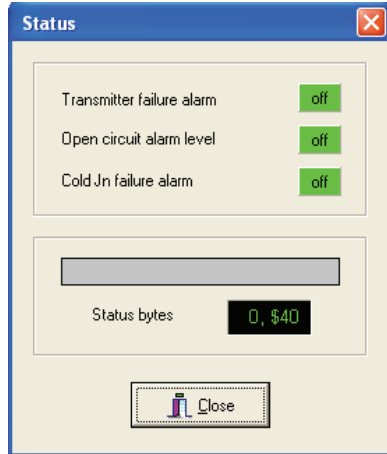 Status
Transmitter failure alarm off
Open circuit alarm level off
Cold Jn failure alarm off
Status bytes 0, $40
Close